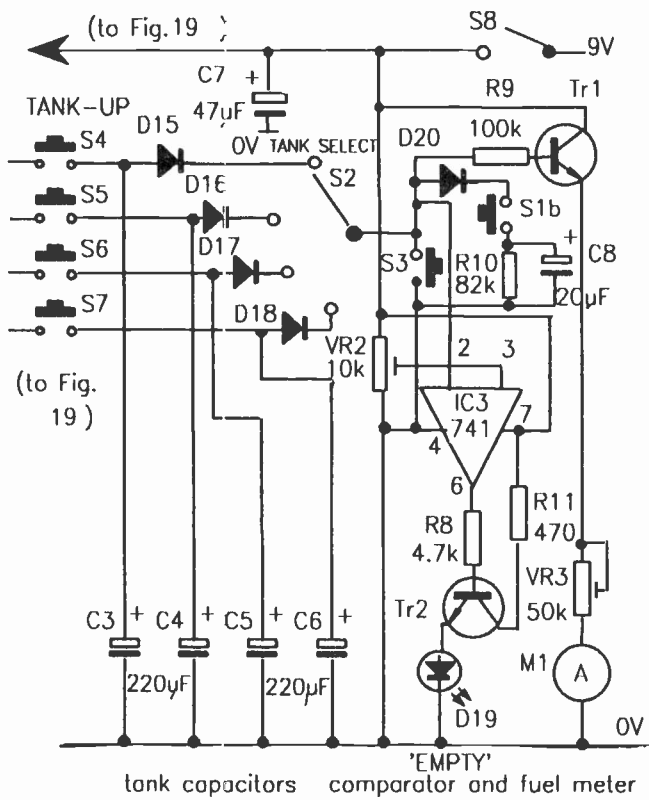 (to Fig.19 )
S8
9V
C7
+
47µF
0V
R9
Tr1
100k
TANK-UP
S4
D15
TANK SELECT
D20
S2
S5
D16
S1b
S6
D17
S3
R10
82k
+
C8
20µF
S7
D18
VR2
10k
2
3
(to Fig.
19 )
IC3
741
4
7
6
R8
4.7k
R11
470
VR3
50k
Tr2
C3
+
C4
+
C5
+
C6
+
220µF
220µF
M1
A
D19
0V
'EMPTY'
tank capacitors
comparator and fuel meter